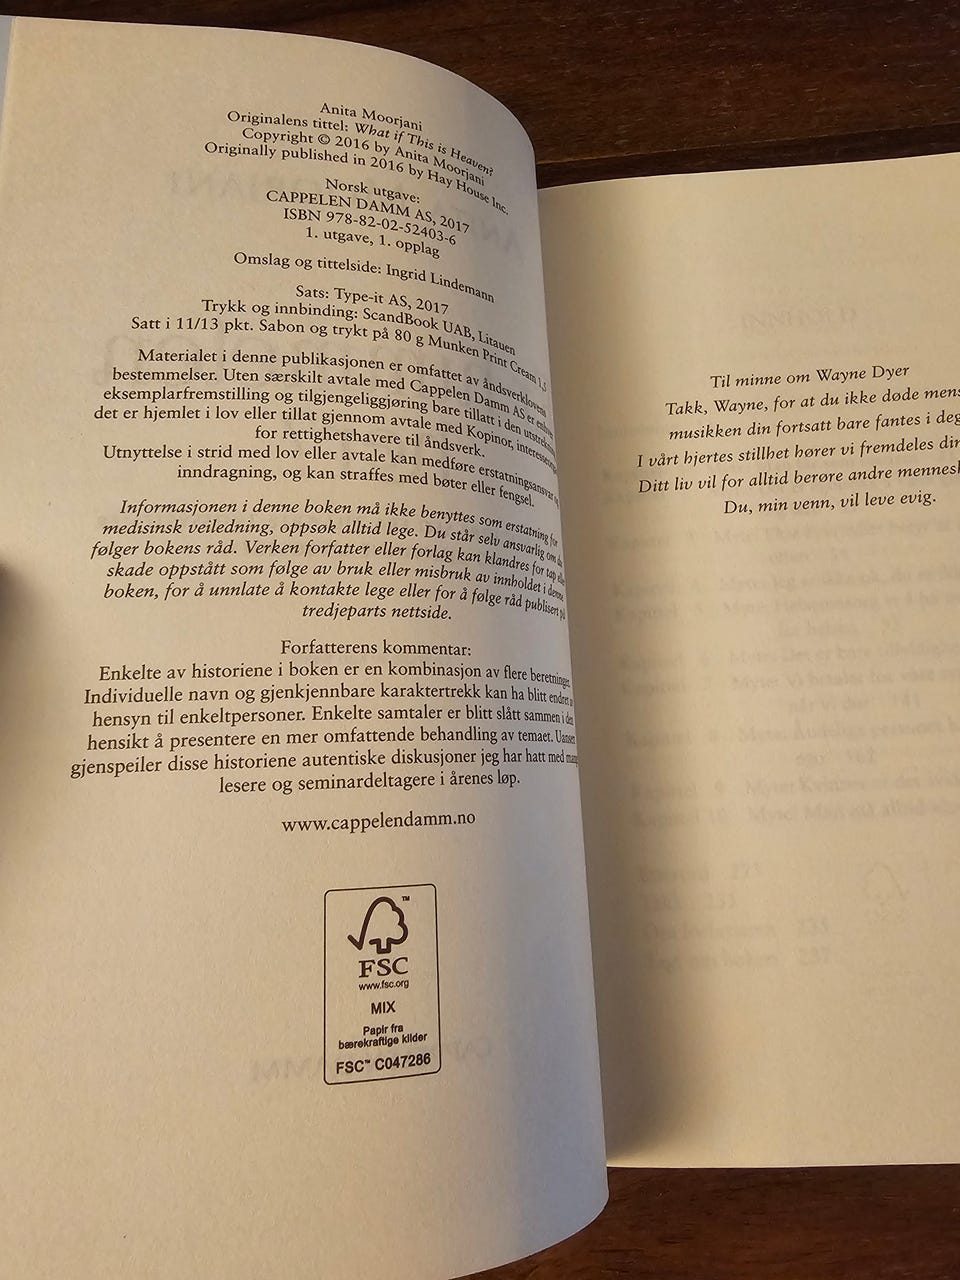 Anita Moorjani
Originalens tittel: What if This is Heaven?
Copyright © 2016 by Anita Moorjani
Originally published in 2016 by Hay House Inc.
Norsk utgave:
CAPPELEN DAMM AS, 2017
ISBN 978-82-02-52403-6
1. utgave, 1. opplag
Omslag og tittelside: Ingrid Lindemann
Sats: Type-it AS, 2017
Trykk og innbinding: ScandBook UAB, Litauen
Satt i 11/13 pkt. Sabon og trykt på 80 g Munken Print Cream 1,5
Materialet i denne publikasjonen er omfattet av åndsverklovens
bestemmelser. Uten særskilt avtale med Cappelen Damm AS er enhver
eksemplarfremstilling og tilgjengeliggjøring bare tillatt i den utstrekning
det er hjemlet i lov eller tillat gjennom avtale med Kopinor,
for rettighetshavere til åndsverk.
Utnyttelse i strid med lov eller avtale kan medføre erstatningsansvar og
inndragning, og kan straffes med bøter eller fengsel.
Informasjonen i denne boken må ikke benyttes som erstatning for
medisinsk veiledning, oppsøk alltid lege. Du står selv ansvarlig om du
følger bokens råd. Verken forfatter eller forlag kan klandres for tap eller
skade oppstått som følge av bruk eller misbruk av innholdet i denne
boken, for å unnlate å kontakte lege eller for å følge råd publisert på
tredjeparts nettside.
Forfatterens kommentar:
Enkelte av historiene i boken er en kombinasjon av flere beretninger.
Individuelle navn og gjenkjennbare karaktertrekk kan ha blitt endret av
hensyn til enkeltpersoner. Enkelte samtaler er blitt slått sammen i den
hensikt å presentere en mer omfattende behandling av temaet. Uansett
gjenspeiler disse historiene autentiske diskusjoner jeg har hatt med mang
lesere og seminardeltagere i årenes løp.
www.cappelendamm.no
FSC™
www.fsc.org
MIX
Papir fra
bærekraftige kilder
FSC™ C047286
Til minne om Wayne Dyer
Takk, Wayne, for at du ikke døde mens
musikken din fortsatt bare fantes i deg
I vårt hjertes stillhet hører vi fremdeles din
Ditt liv vil for alltid berøre andre mennesk
Du, min venn, vil leve evig.